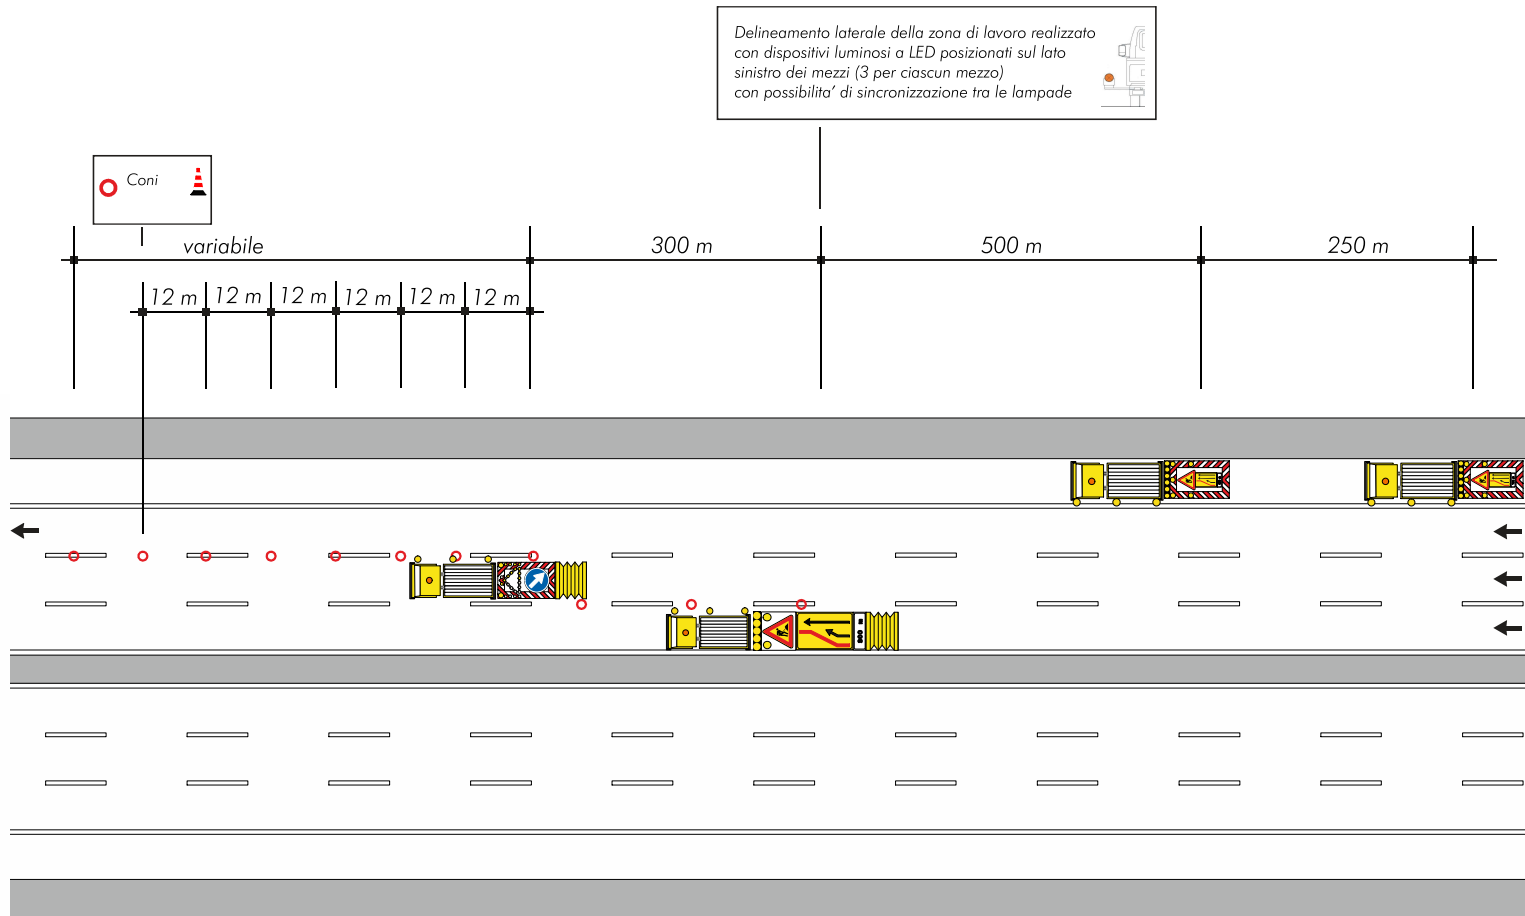 Delineamento laterale della zona di lavoro realizzato
con dispositivi luminosi a LED posizionati sul lato
sinistro dei mezzi (3 per ciascun mezzo)
con possibilita’ di sincronizzazione tra le lampade
Coni
variabile
300 m
500 m
250 m
12 m
12 m
12 m
12 m
12 m
12 m